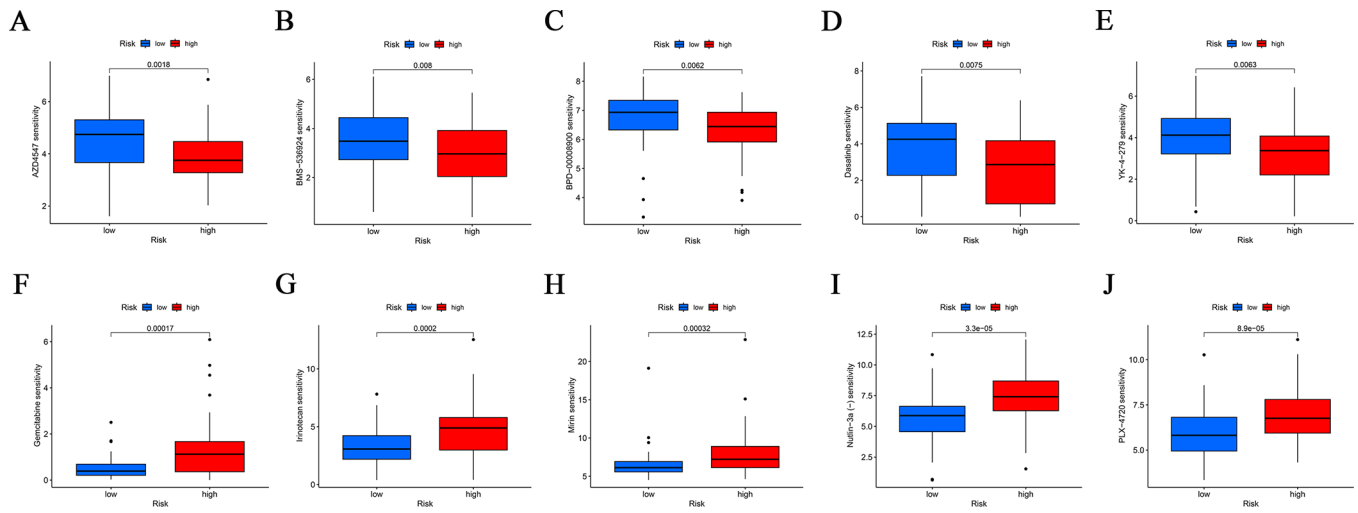 A
Risk low high
0.0018
AZD4547 sensitivity
6
4
2
low high
Risk
B
Risk low high
0.008
BMS-536924 sensitivity
6
4
2
low high
Risk
C
Risk low high
0.0062
BPD-00008900 sensitivity
8
7
6
5
4
low high
Risk
D
Risk low high
0.0075
Dasatinib sensitivity
8
6
4
2
0
low high
Risk
E
Risk low high
0.0063
YK-4-279 sensitivity
6
4
2
0
low high
Risk
F
Risk low high
0.00017
Gemcitabine sensitivity
6
4
2
0
low high
Risk
G
Risk low high
0.0002
Irinotecan sensitivity
10
5
0
low high
Risk
H
Risk low high
0.00032
Mirin sensitivity
20
15
10
5
low high
Risk
I
Risk low high
3.3e-05
Nutlin-3a (-) sensitivity
12.5
10.0
7.5
5.0
2.5
low high
Risk
J
Risk low high
8.9e-05
PLX-4720 sensitivity
10.0
7.5
5.0
low high
Risk